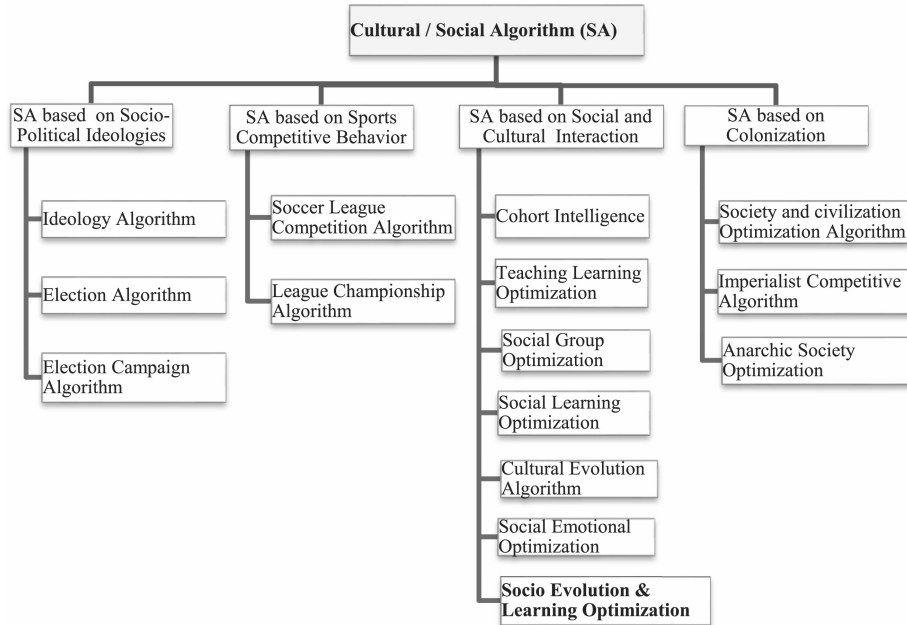 Cultural / Social Algorithm (SA)
SA based on Socio-
Political Ideologies
Ideology Algorithm
Election Algorithm
Election Campaign
Algorithm
SA based on Sports
Competitive Behavior
Soccer League
Competition Algorithm
League Championship
Algorithm
SA based on Social and
Cultural Interaction
Cohort Intelligence
Teaching Learning
Optimization
Social Group
Optimization
Social Learning
Optimization
Cultural Evolution
Algorithm
Social Emotional
Optimization
Socio Evolution &
Learning Optimization
SA based on
Colonization
Society and civilization
Optimization Algorithm
Imperialist Competitive
Algorithm
Anarchic Society
Optimization